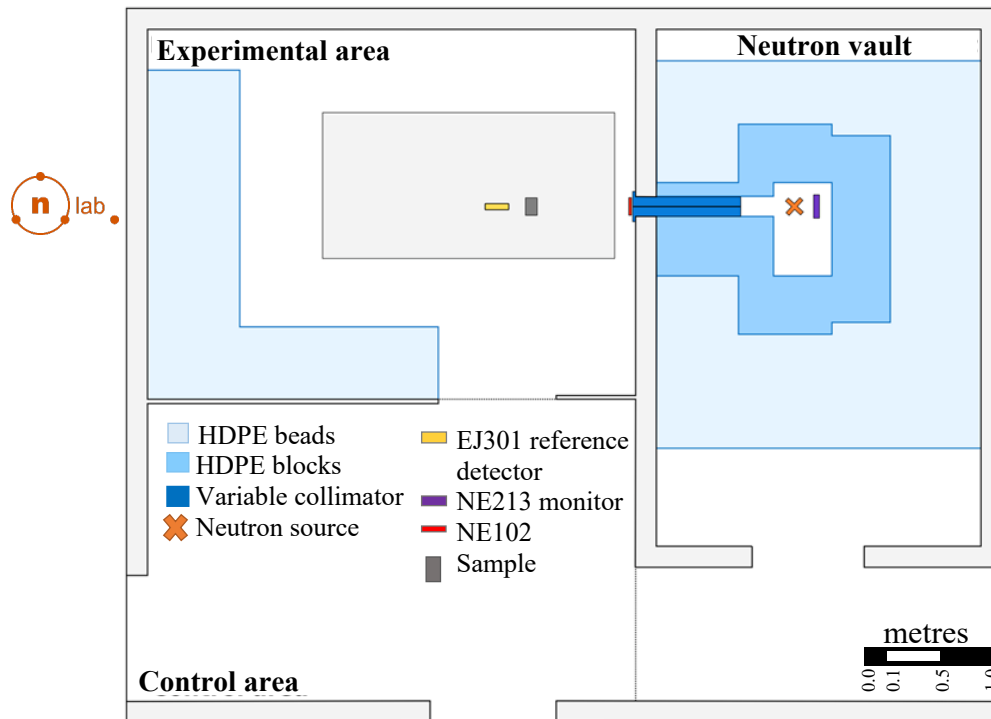 Experimental area
Neutron vault
n lab
HDPE beads
HDPE blocks
Variable collimator
Neutron source
EJ301 reference
detector
NE213 monitor
NE102
Sample
metres
0.0 0.1 0.5 1.0
Control area